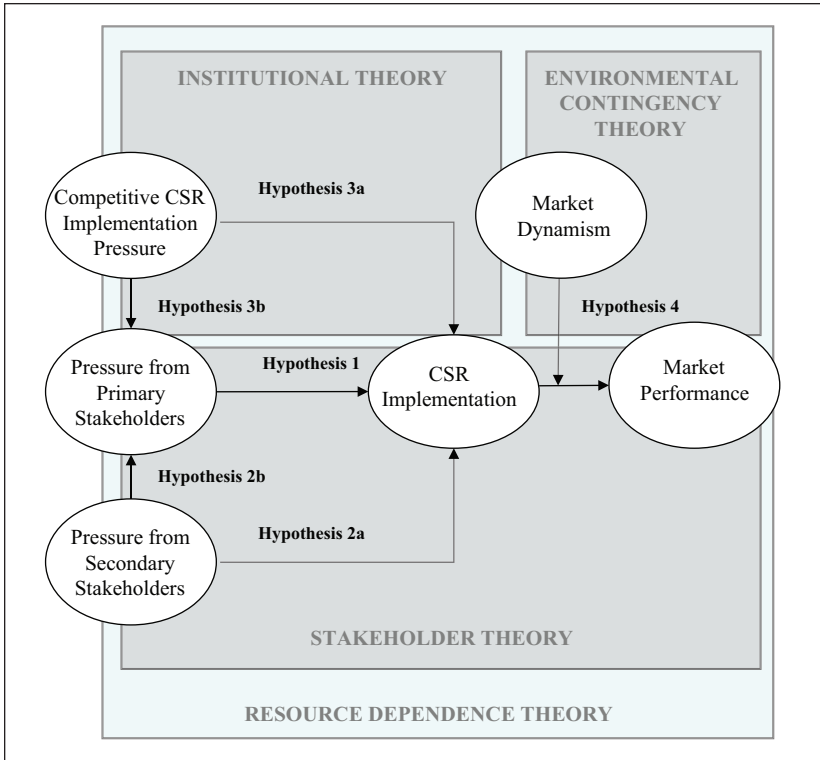 INSTITUTIONAL THEORY
ENVIRONMENTAL
CONTINGENCY
THEORY
Competitive CSR
Implementation
Pressure
Hypothesis 3a
Market
Dynamism
Hypothesis 3b
Hypothesis 4
Pressure from
Primary
Stakeholders
Hypothesis 1
CSR
Implementation
Market
Performance
Hypothesis 2b
Pressure from
Secondary
Stakeholders
Hypothesis 2a
STAKEHOLDER THEORY
RESOURCE DEPENDENCE THEORY